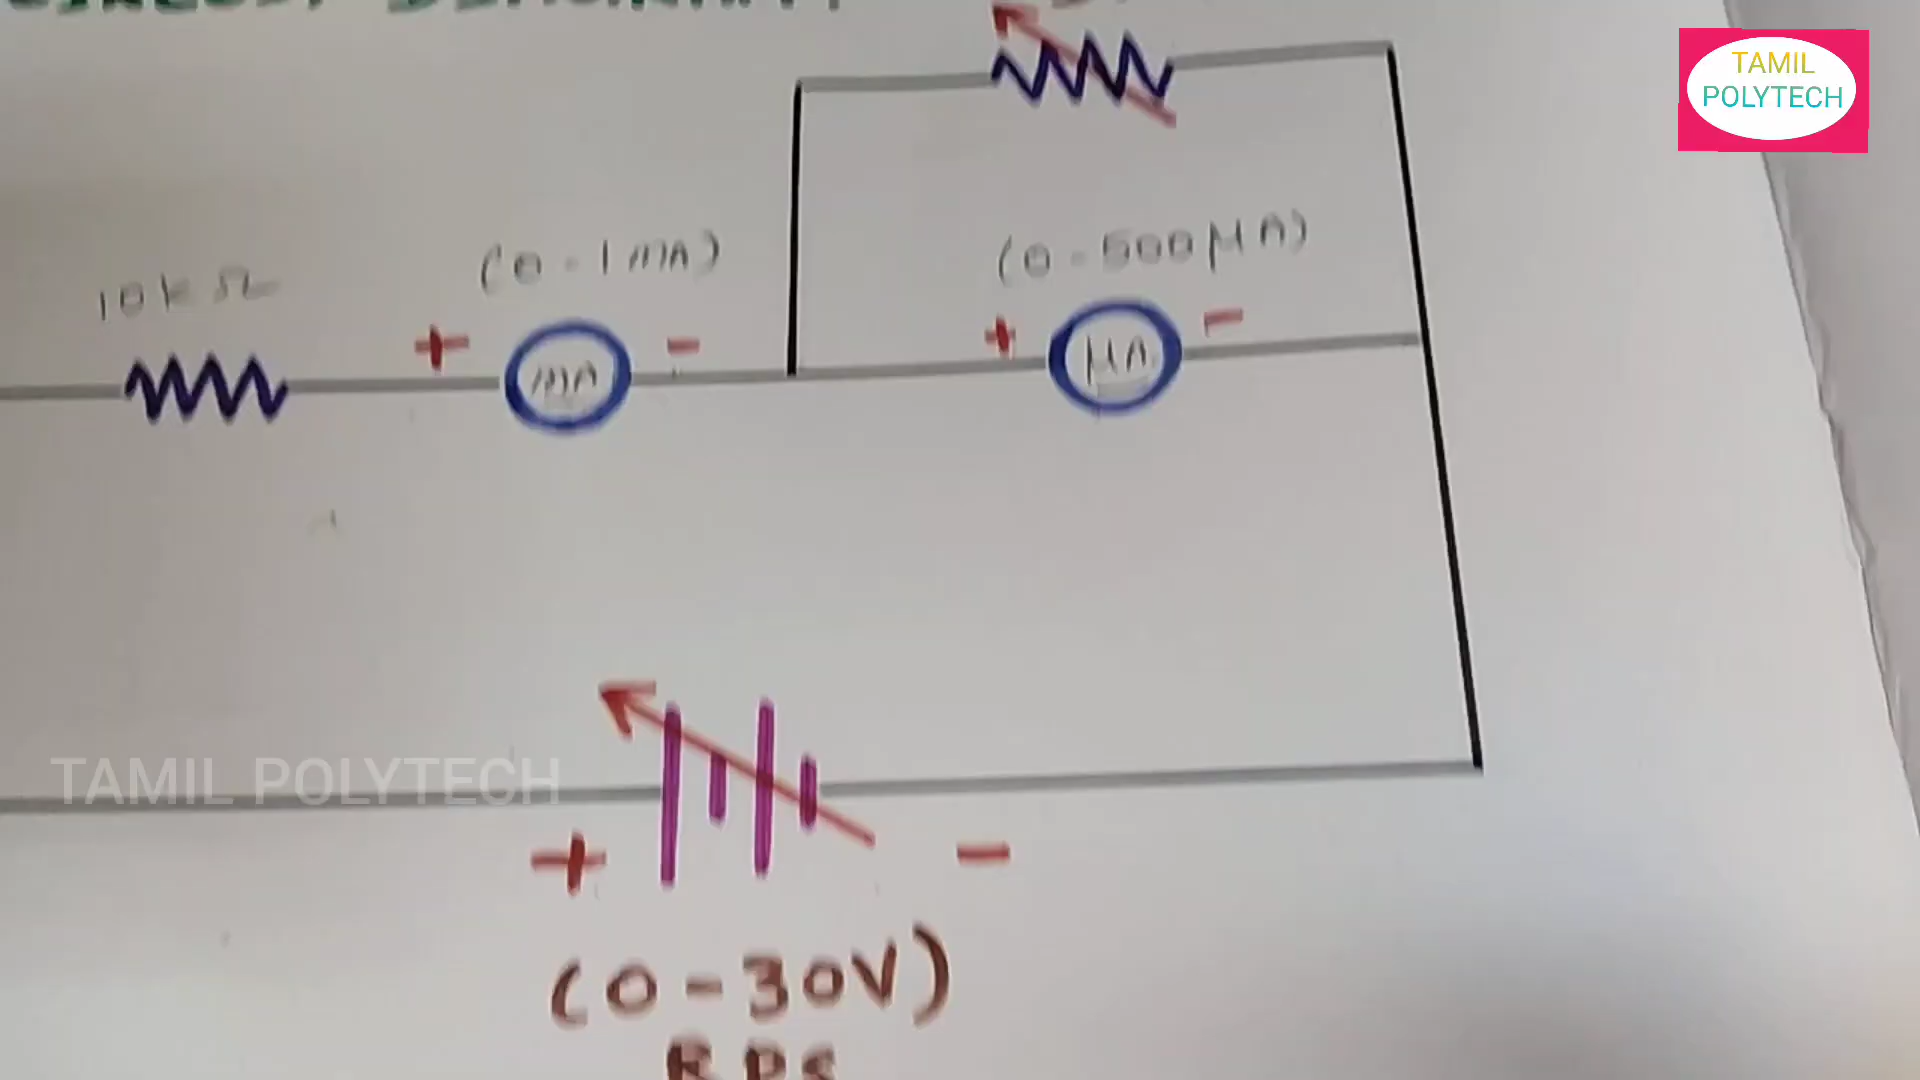 TAMIL
POLYTECH
(0-500μA)
(0-1mA)
10kΩ
+
-
+
-
mA
μA
TAMIL POLYTECH
+
-
(0-30V)
RPS